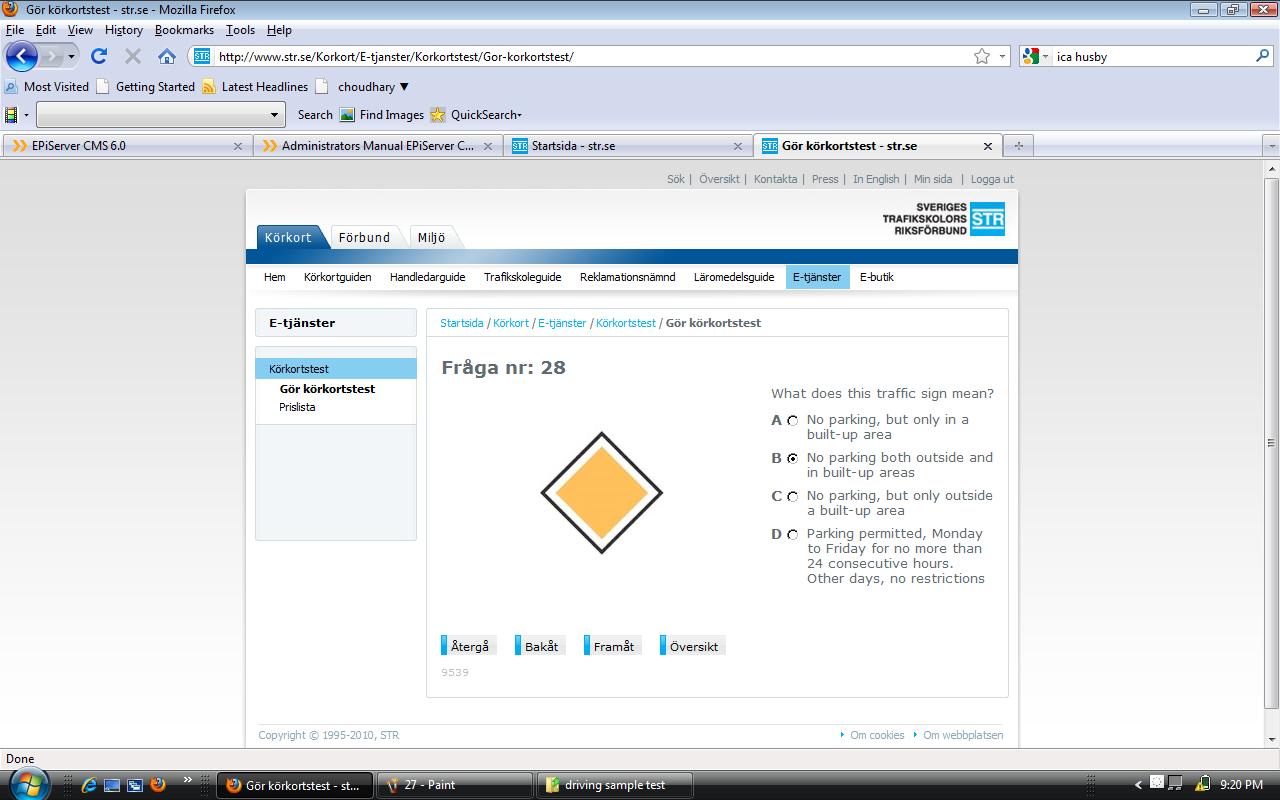 Gör körkortstest - str.se - Mozilla Firefox
File Edit View History Bookmarks Tools Help
http://www.str.se/Korkort/E-tjanster/Korkortstest/Gor-korkortstest/
ica husby
Most Visited Getting Started Latest Headlines choudhary
Search Find Images QuickSearch
EPiServer CMS 6.0 Administrators Manual EPiServer C... Startsida - str.se Gör körkortstest - str.se
Sök | Översikt | Kontakta | Press | In English | Min sida | Logga ut
SVERIGES
TRAFIKSKOLORS
RIKSFÖRBUND
STR
Körkort Förbund Miljö
Hem Körkortguiden Handledarguide Trafikskoleguide Reklamationsnämnd Läromedelsguide E-tjänster E-butik
E-tjänster
Körkortstest
Gör körkortstest
Prislista
Startsida / Körkort / E-tjänster / Körkortstest / Gör körkortstest
Fråga nr: 28
What does this traffic sign mean?
A No parking, but only in a
built-up area
B No parking both outside and
in built-up areas
C No parking, but only outside
a built-up area
D Parking permitted, Monday
to Friday for no more than
24 consecutive hours.
Other days, no restrictions
Återgå Bakåt Framåt Översikt
9539
Copyright © 1995-2010, STR
Om cookies Om webbplatsen
Done
Gör körkortstest - st... 27 - Paint driving sample test 9:20 PM